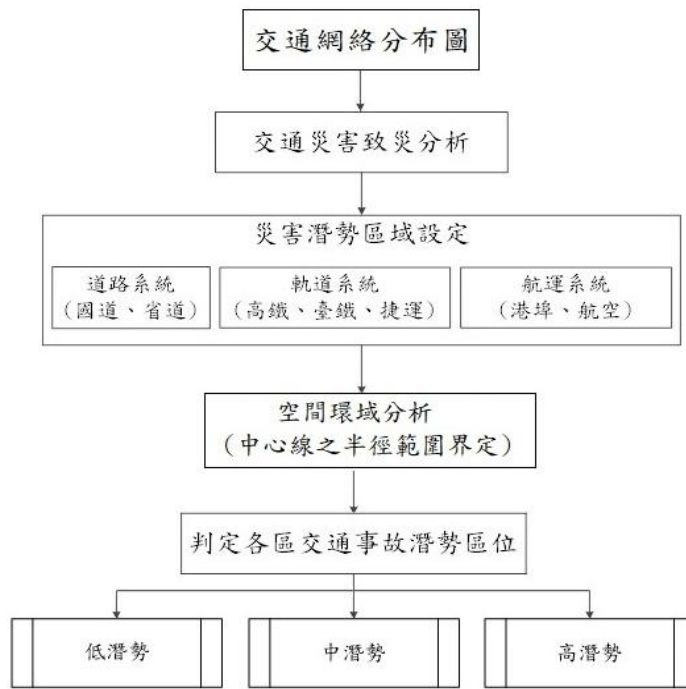 交通網絡分布圖
交通災害致災分析
災害潛勢區域設定
道路系統
(國道、省道)
軌道系統
(高鐵、臺鐵、捷運)
航運系統
(港埠、航空)
空間環域分析
(中心線之半徑範圍界定)
判定各區交通事故潛勢區位
低潛勢
中潛勢
高潛勢